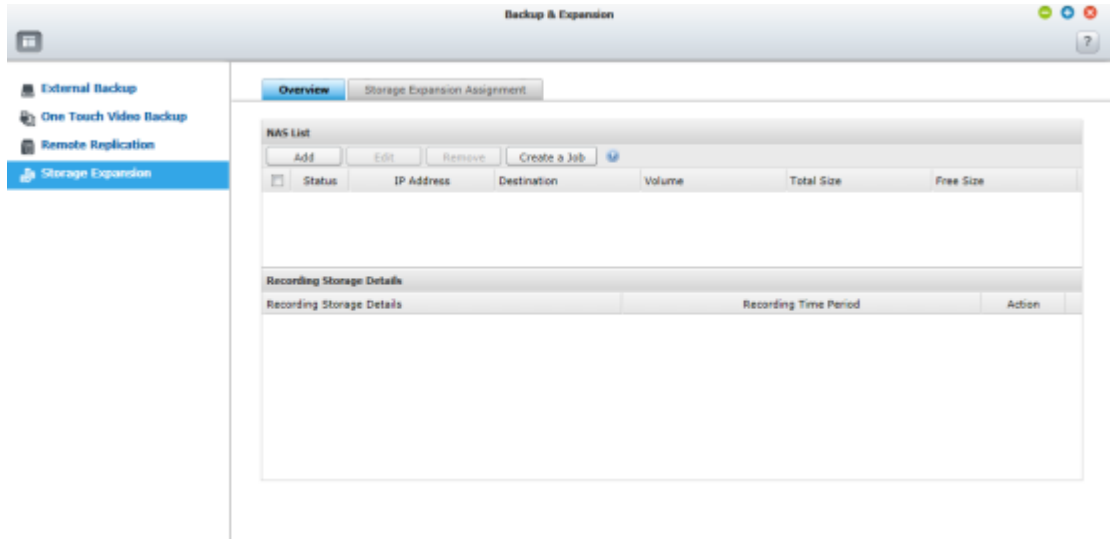 Backup & Expansion
?
External Backup
One Touch Video Backup
Remote Replication
Storage Expansion
Overview Storage Expansion Assignment
NAS List
Add Edit Remove Create a Job
Status IP Address Destination Volume Total Size Free Size
Recording Storage Details
Recording Storage Details Recording Time Period Action